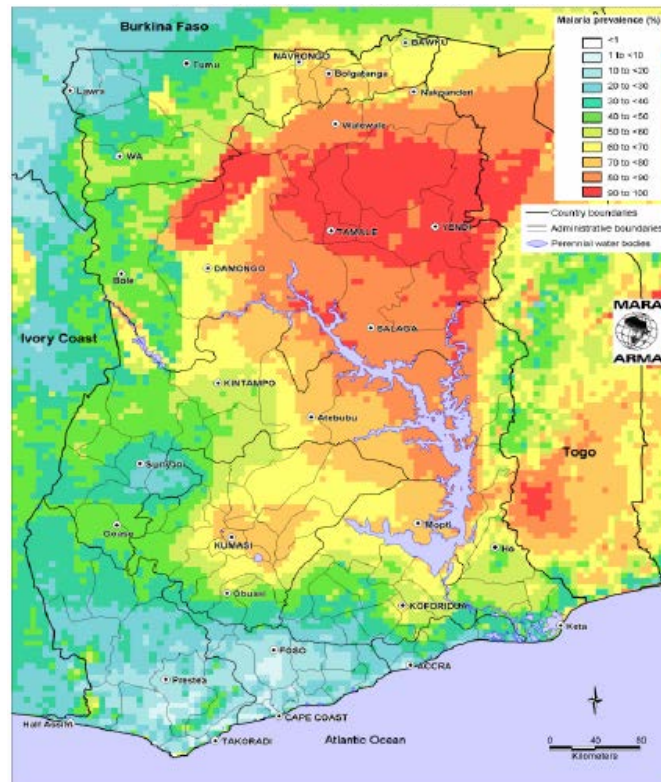 Burkina Faso
BAWKU
NAVRONGO
Tumu
Bolgatanga
Lawra
Nakpanduri
Walewale
WA
TAMALE
YENDI
DAMONGO
Bole
Ivory Coast
SALAGA
KINTAMPO
Atebubu
Sunyani
Togo
Goaso
Mopti
KUMASI
Ho
Obuasi
KOFORIDUA
Keta
FOSO
ACCRA
Prestea
CAPE COAST
Half Assini
TAKORADI
Atlantic Ocean
Malaria prevalence (%)
<1
1 to <10
10 to <20
20 to <30
30 to <40
40 to <50
50 to <60
60 to <70
70 to <80
80 to <90
90 to <100
Country boundaries
Administrative boundaries
Perennial water bodies
MARA
ARMA
0 40 80
Kilometers